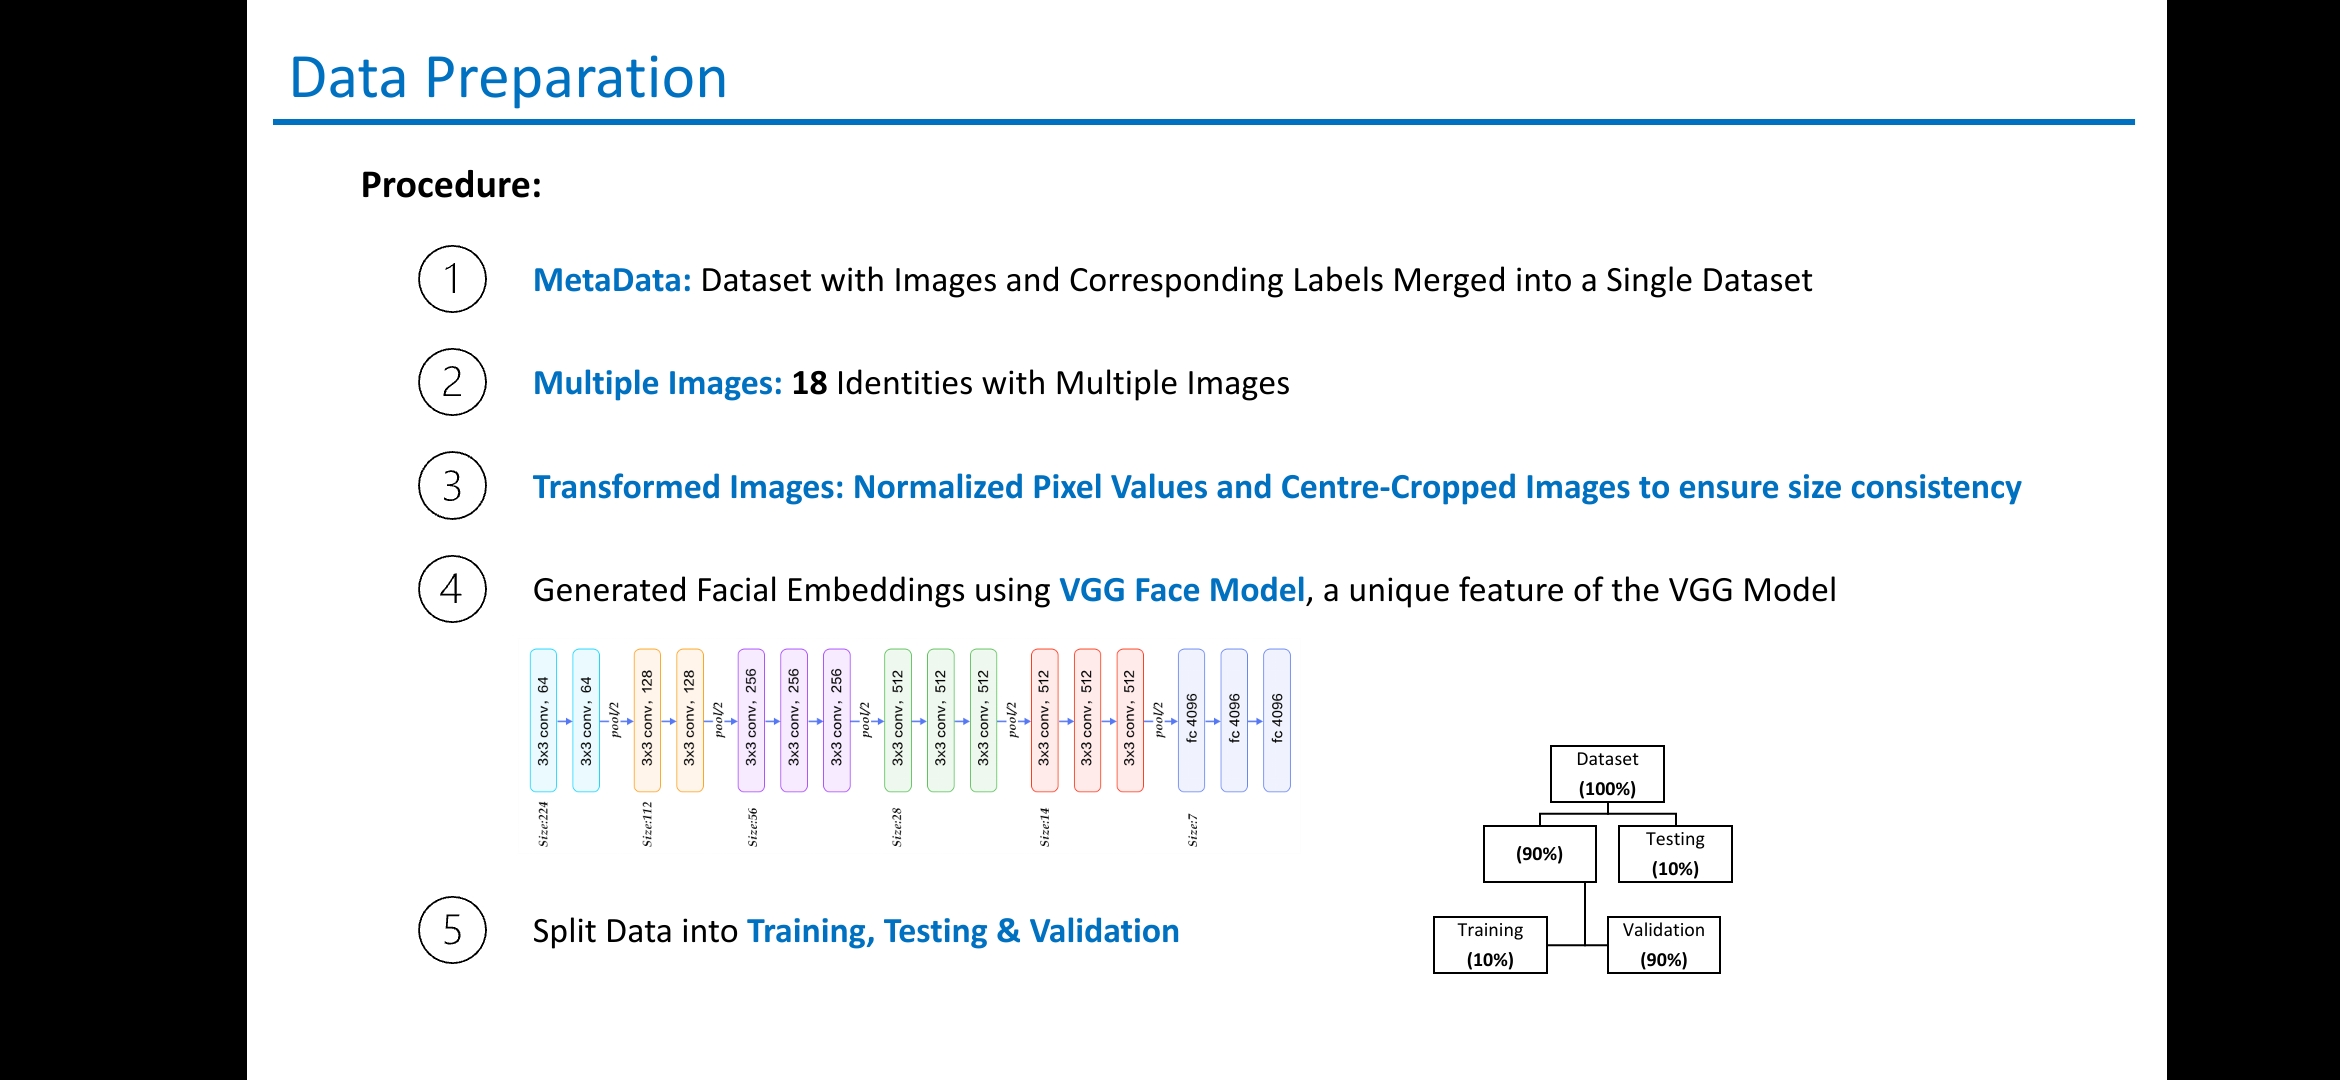 Data Preparation
Procedure:
1
MetaData: Dataset with Images and Corresponding Labels Merged into a Single Dataset
2
Multiple Images: 18 Identities with Multiple Images
3
Transformed Images: Normalized Pixel Values and Centre-Cropped Images to ensure size consistency
4
Generated Facial Embeddings using VGG Face Model, a unique feature of the VGG Model
3x3 conv, 64
3x3 conv, 64
pool/2
3x3 conv, 128
3x3 conv, 128
pool/2
3x3 conv, 256
3x3 conv, 256
3x3 conv, 256
pool/2
3x3 conv, 512
3x3 conv, 512
3x3 conv, 512
pool/2
3x3 conv, 512
3x3 conv, 512
3x3 conv, 512
pool/2
fc 4096
fc 4096
fc 4096
Size:224
Size:112
Size:56
Size:28
Size:14
Size:7
Dataset
(100%)
(90%)
Testing
(10%)
Training
(10%)
Validation
(90%)
5
Split Data into Training, Testing & Validation